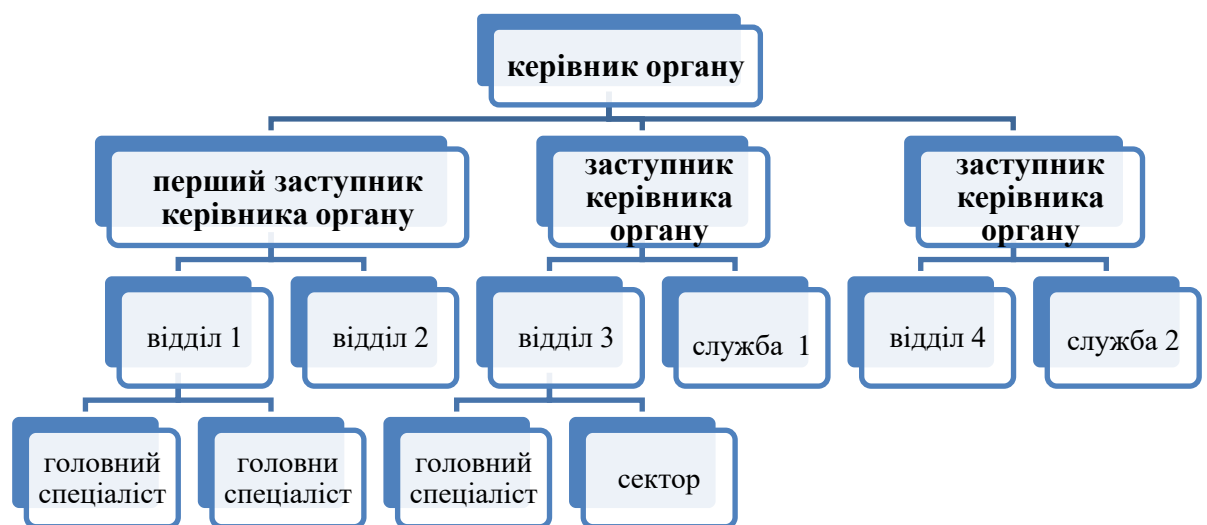 керівник органу
перший заступник
керівника органу
заступник
керівника
органу
заступник
керівника
органу
відділ 1
відділ 2
відділ 3
служба 1
відділ 4
служба 2
головний
спеціаліст
головни
спеціаліст
головний
спеціаліст
сектор